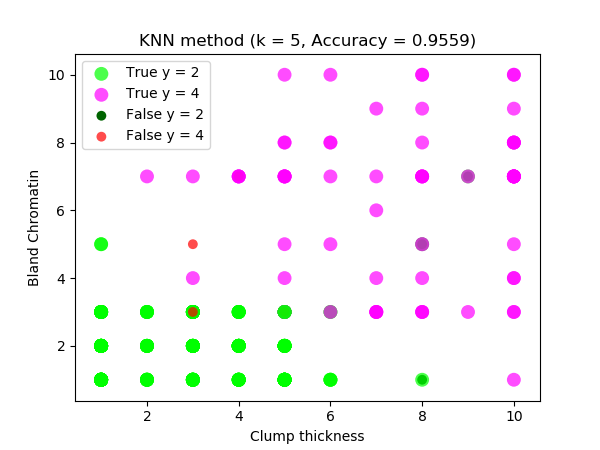 KNN method (k = 5, Accuracy = 0.9559)
True y = 2
True y = 4
False y = 2
False y = 4
10
8
6
4
2
Bland Chromatin
2 4 6 8 10
Clump thickness